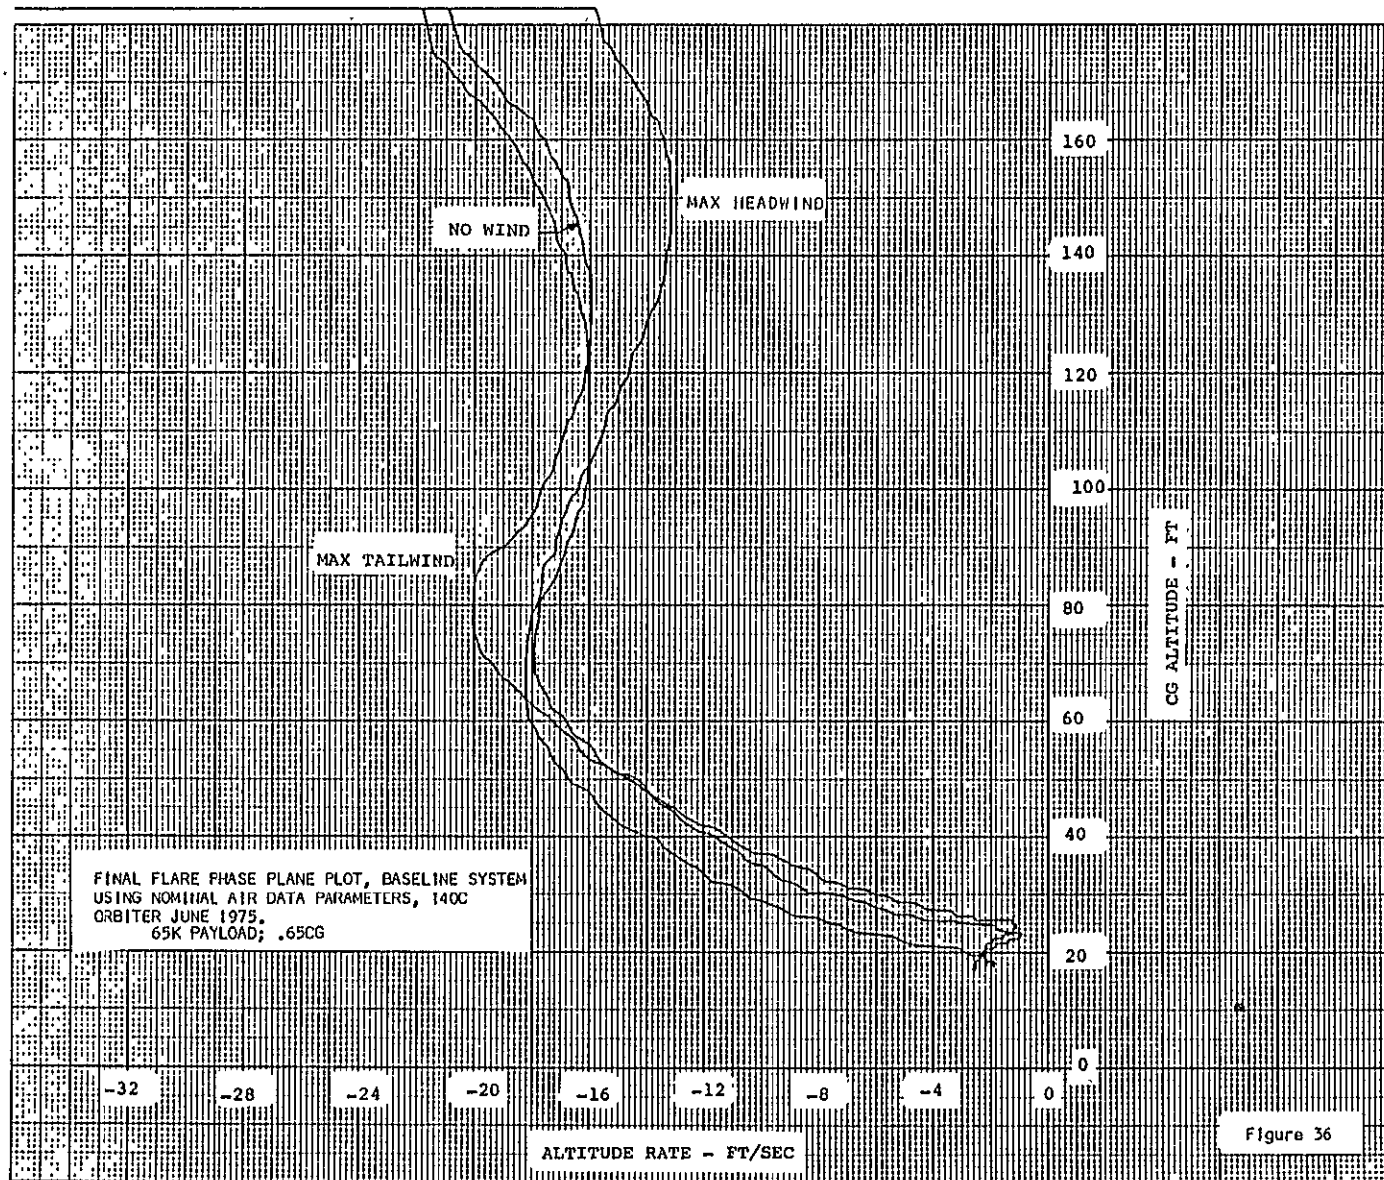 160
MAX HEADWIND
NO WIND
140
120
100
CG ALTITUDE - FT
MAX TAILWIND
80
60
40
FINAL FLARE PHASE PLANE PLOT, BASELINE SYSTEM
USING NOMINAL AIR DATA PARAMETERS, 140C
ORBITER JUNE 1975.
65K PAYLOAD; .65CG
20
0
-32 -28 -24 -20 -16 -12 -8 -4 0
ALTITUDE RATE - FT/SEC
Figure 36